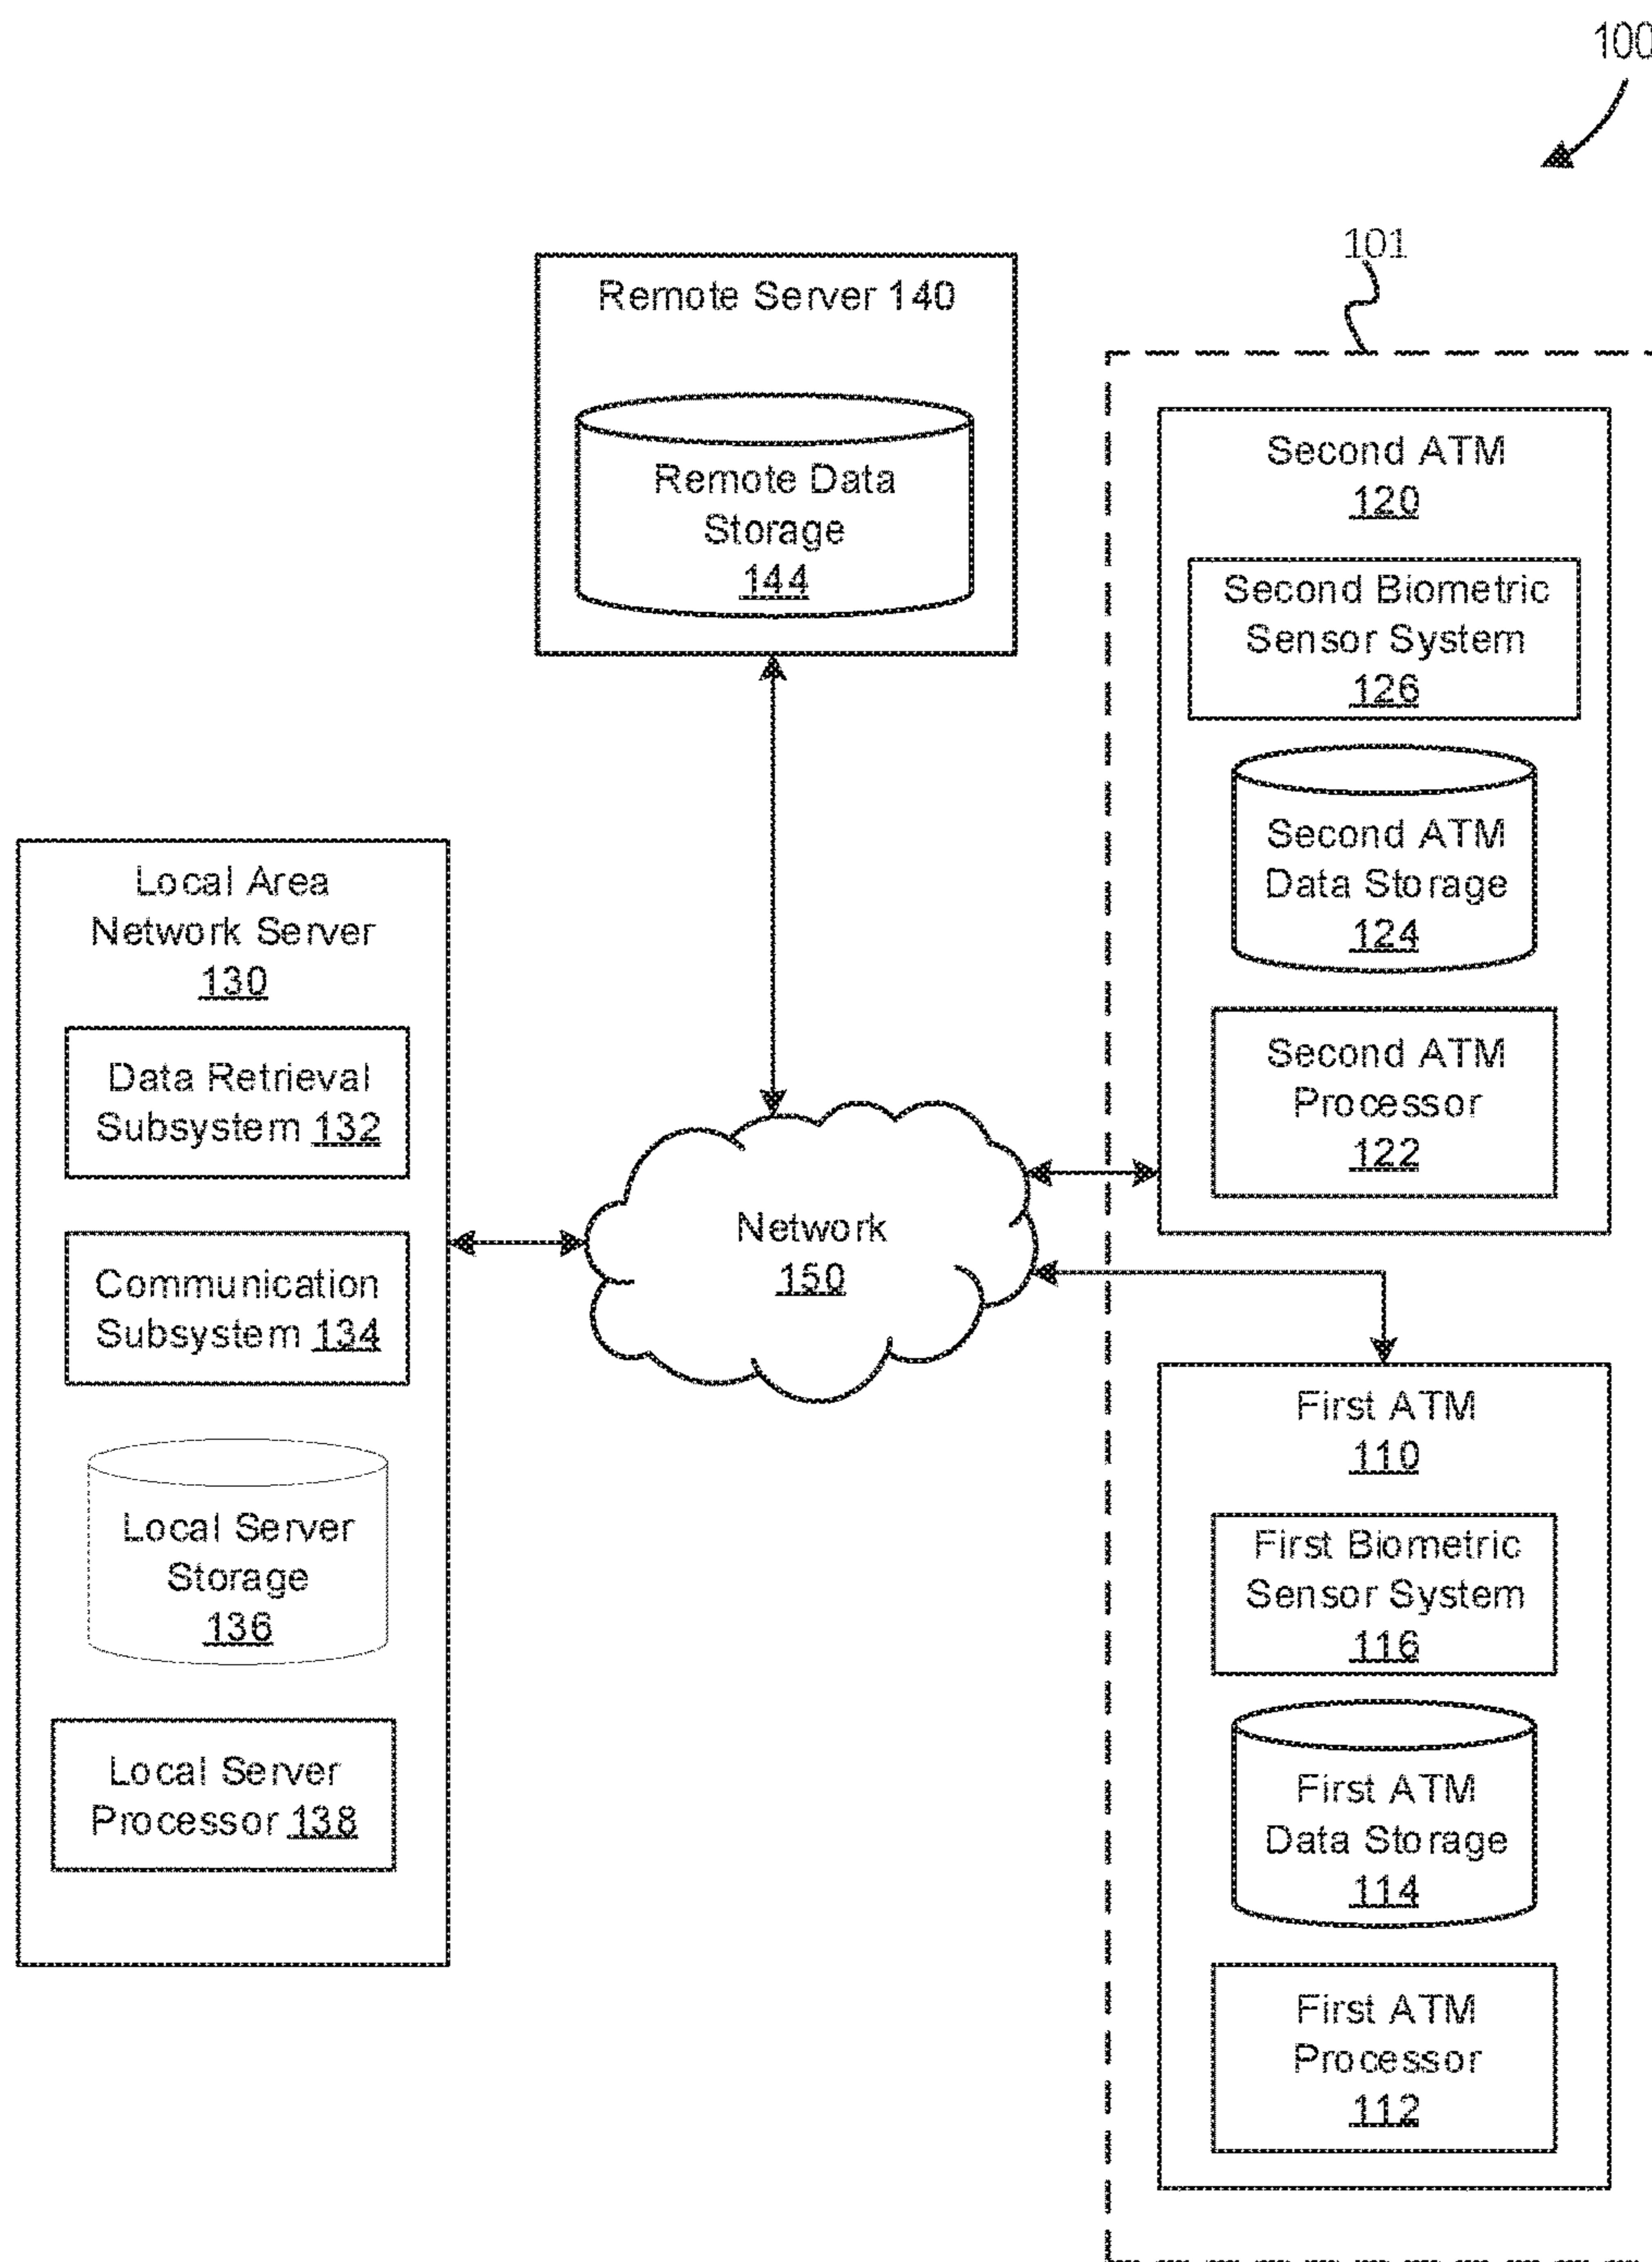 100
101
Remote Server 140
Remote Data
Storage
144
Second ATM
120
Second Biometric
Sensor System
126
Second ATM
Data Storage
124
Second ATM
Processor
122
Local Area
Network Server
130
Data Retrieval
Subsystem 132
Communication
Subsystem 134
Local Server
Storage
136
Local Server
Processor 138
Network
150
First ATM
110
First Biometric
Sensor System
116
First ATM
Data Storage
114
First ATM
Processor
112